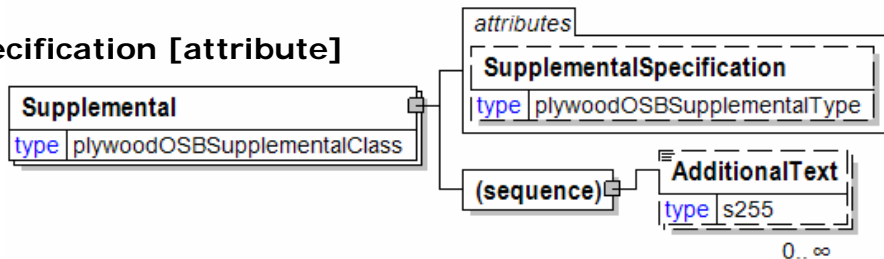 attributes
ecification [attribute]
SupplementalSpecification
type plywoodOSBSupplementalType
Supplemental
type plywoodOSBSupplementalClass
(sequence)
AdditionalText
type s255
0.. ∞